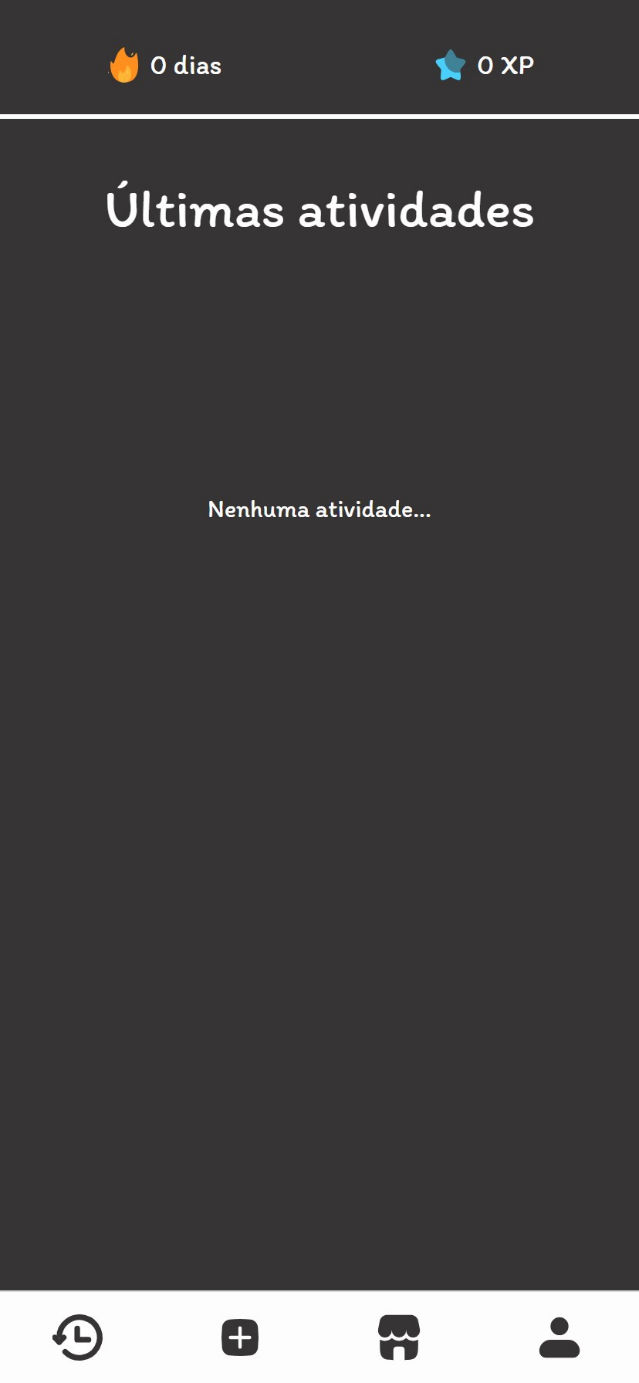 0 dias
0 XP
Últimas atividades
Nenhuma atividade...